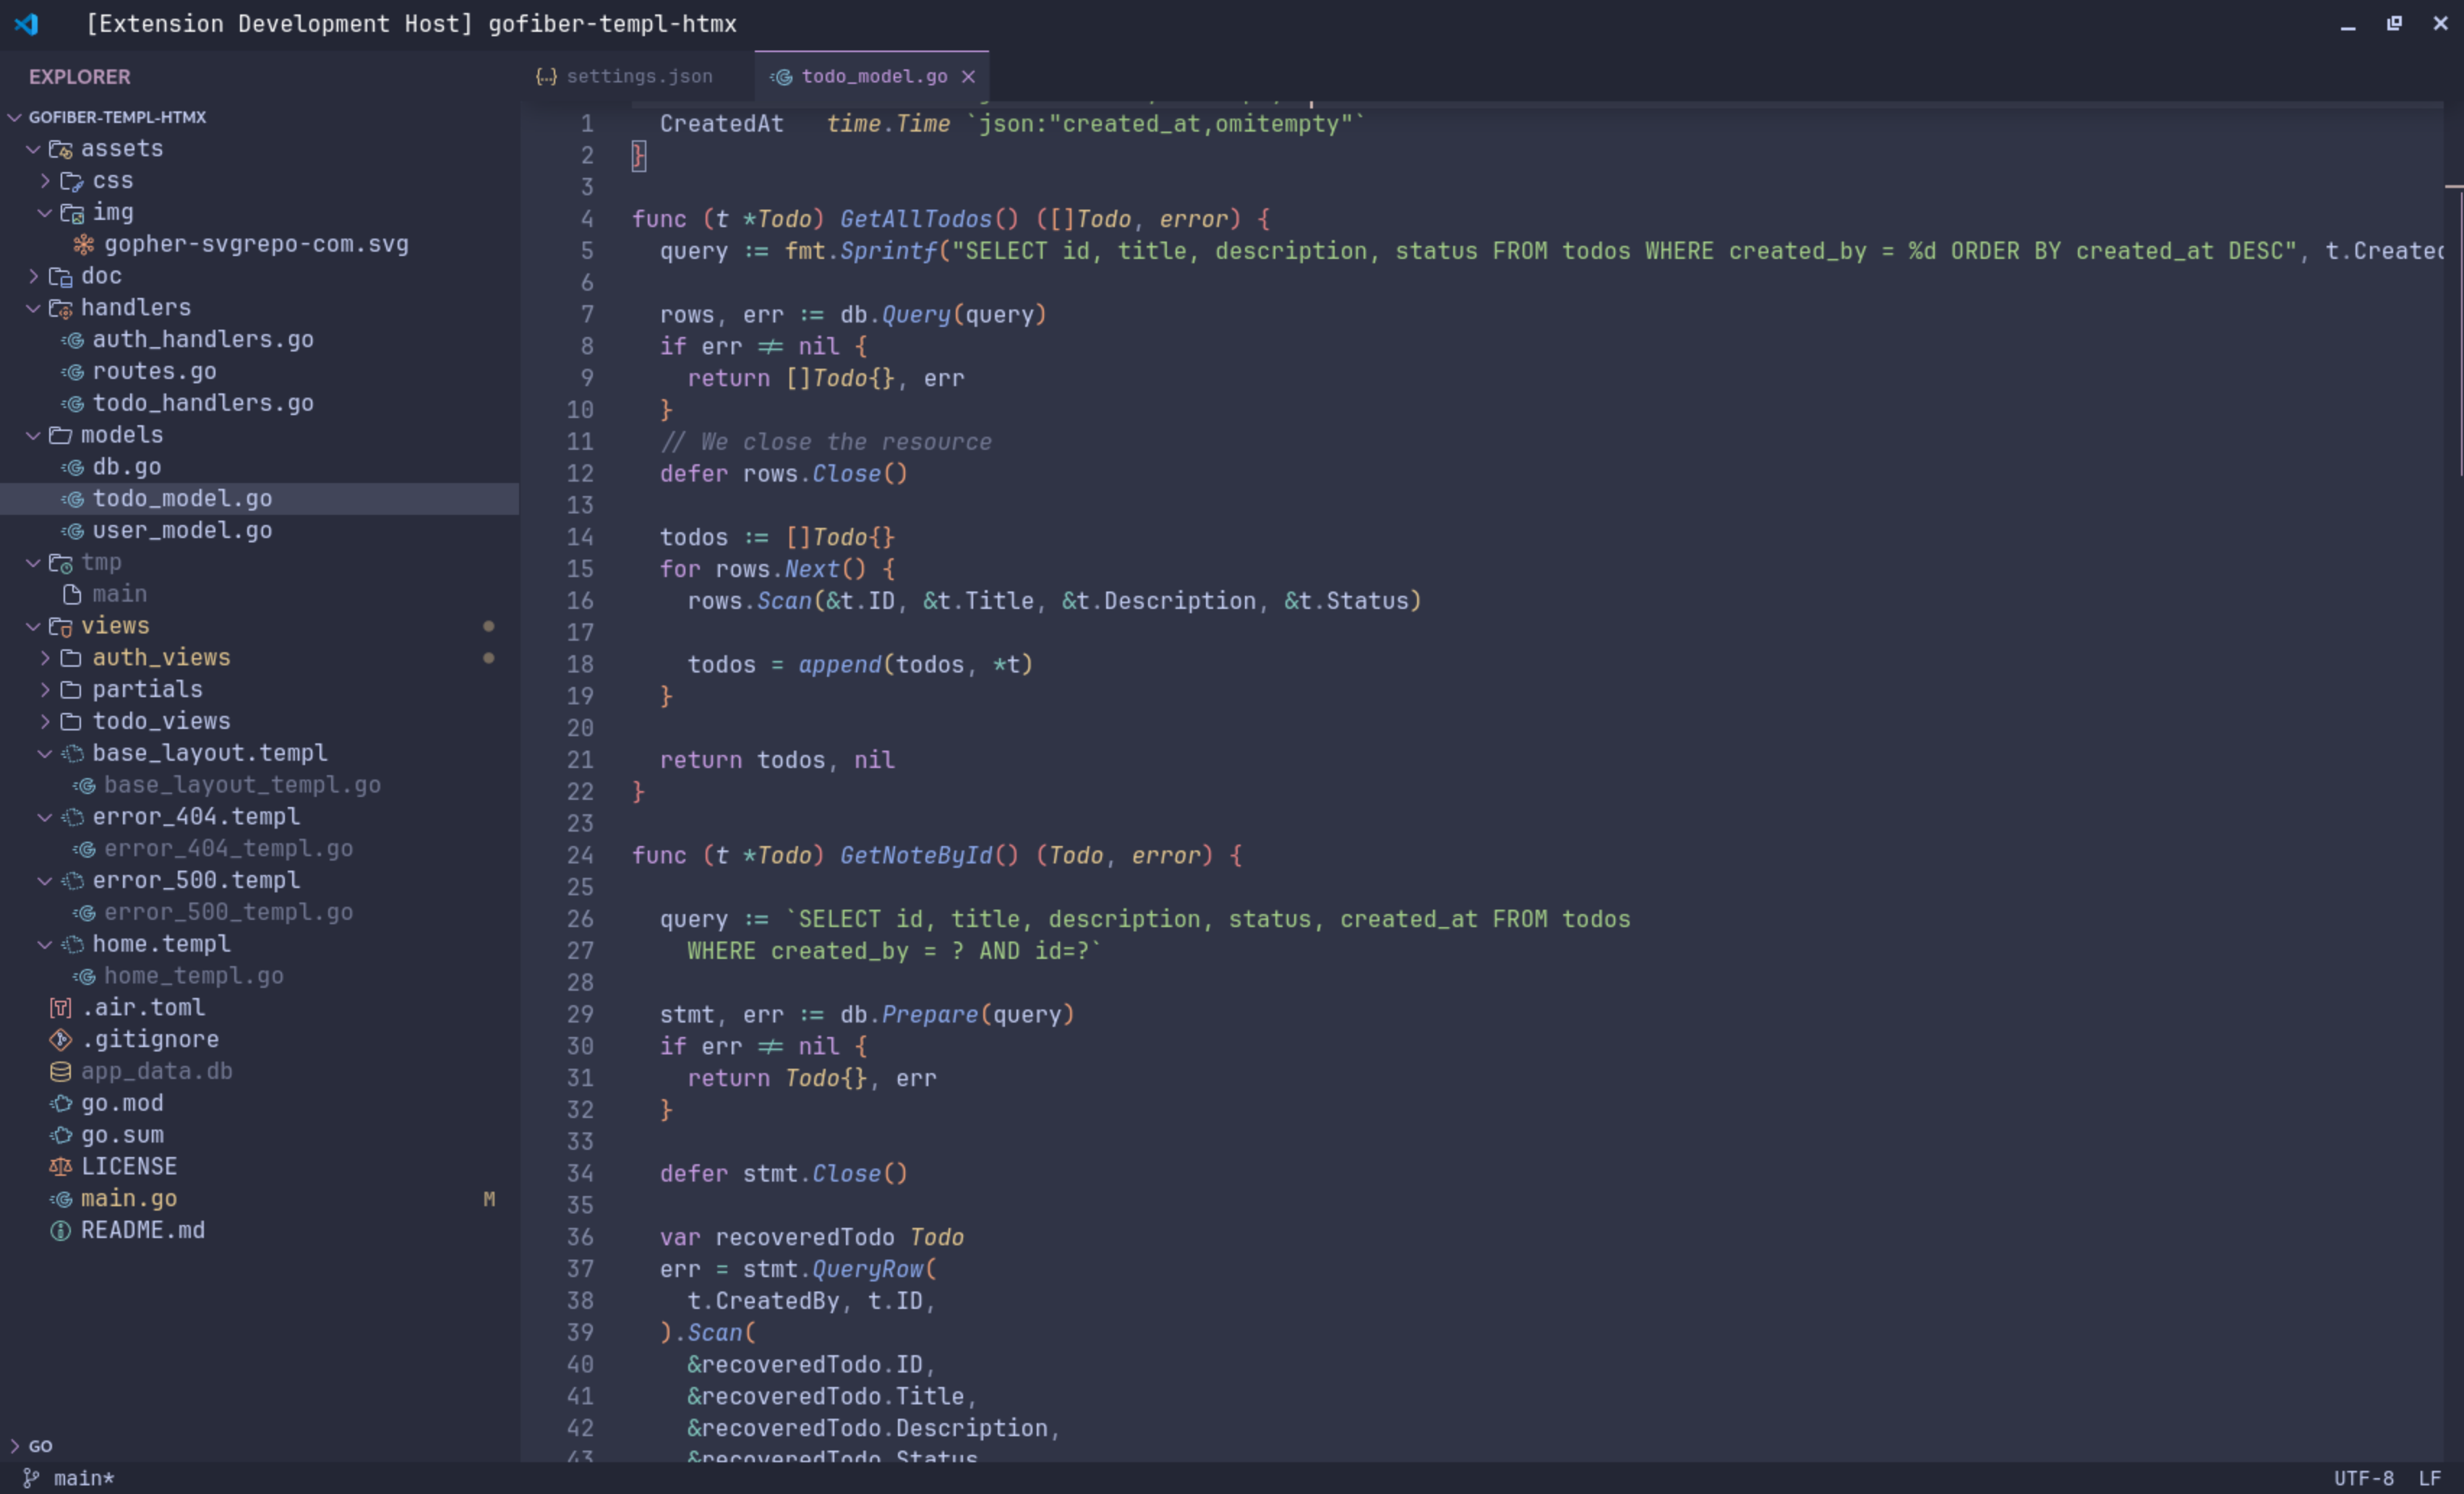 [Extension Development Host] gofiber-templ-htmx
EXPLORER
GOFIBER-TEMPL-HTMX
assets
css
img
gopher-svgrepo-com.svg
doc
handlers
auth_handlers.go
routes.go
todo_handlers.go
models
db.go
todo_model.go
user_model.go
tmp
main
views
auth_views
partials
todo_views
base_layout.templ
base_layout_templ.go
error_404.templ
error_404_templ.go
error_500.templ
error_500_templ.go
home.templ
home_templ.go
.air.toml
.gitignore
app_data.db
go.mod
go.sum
LICENSE
main.go M
README.md
GO
{..} settings.json
todo_model.go
1 CreatedAt time.Time `json:"created_at,omitempty"`
2 }
3
4 func (t *Todo) GetAllTodos() ([]Todo, error) {
5 query := fmt.Sprintf("SELECT id, title, description, status FROM todos WHERE created_by = %d ORDER BY created_at DESC", t.Created
6
7 rows, err := db.Query(query)
8 if err != nil {
9 return []Todo{}, err
10 }
11 // We close the resource
12 defer rows.Close()
13
14 todos := []Todo{}
15 for rows.Next() {
16 rows.Scan(&t.ID, &t.Title, &t.Description, &t.Status)
17
18 todos = append(todos, *t)
19 }
20
21 return todos, nil
22 }
23
24 func (t *Todo) GetNoteById() (Todo, error) {
25
26 query := `SELECT id, title, description, status, created_at FROM todos
27 WHERE created_by = ? AND id=?`
28
29 stmt, err := db.Prepare(query)
30 if err != nil {
31 return Todo{}, err
32 }
33
34 defer stmt.Close()
35
36 var recoveredTodo Todo
37 err = stmt.QueryRow(
38 t.CreatedBy, t.ID,
39 ).Scan(
40 &recoveredTodo.ID,
41 &recoveredTodo.Title,
42 &recoveredTodo.Description,
43 &recoveredTodo.Status
main*
UTF-8 LF